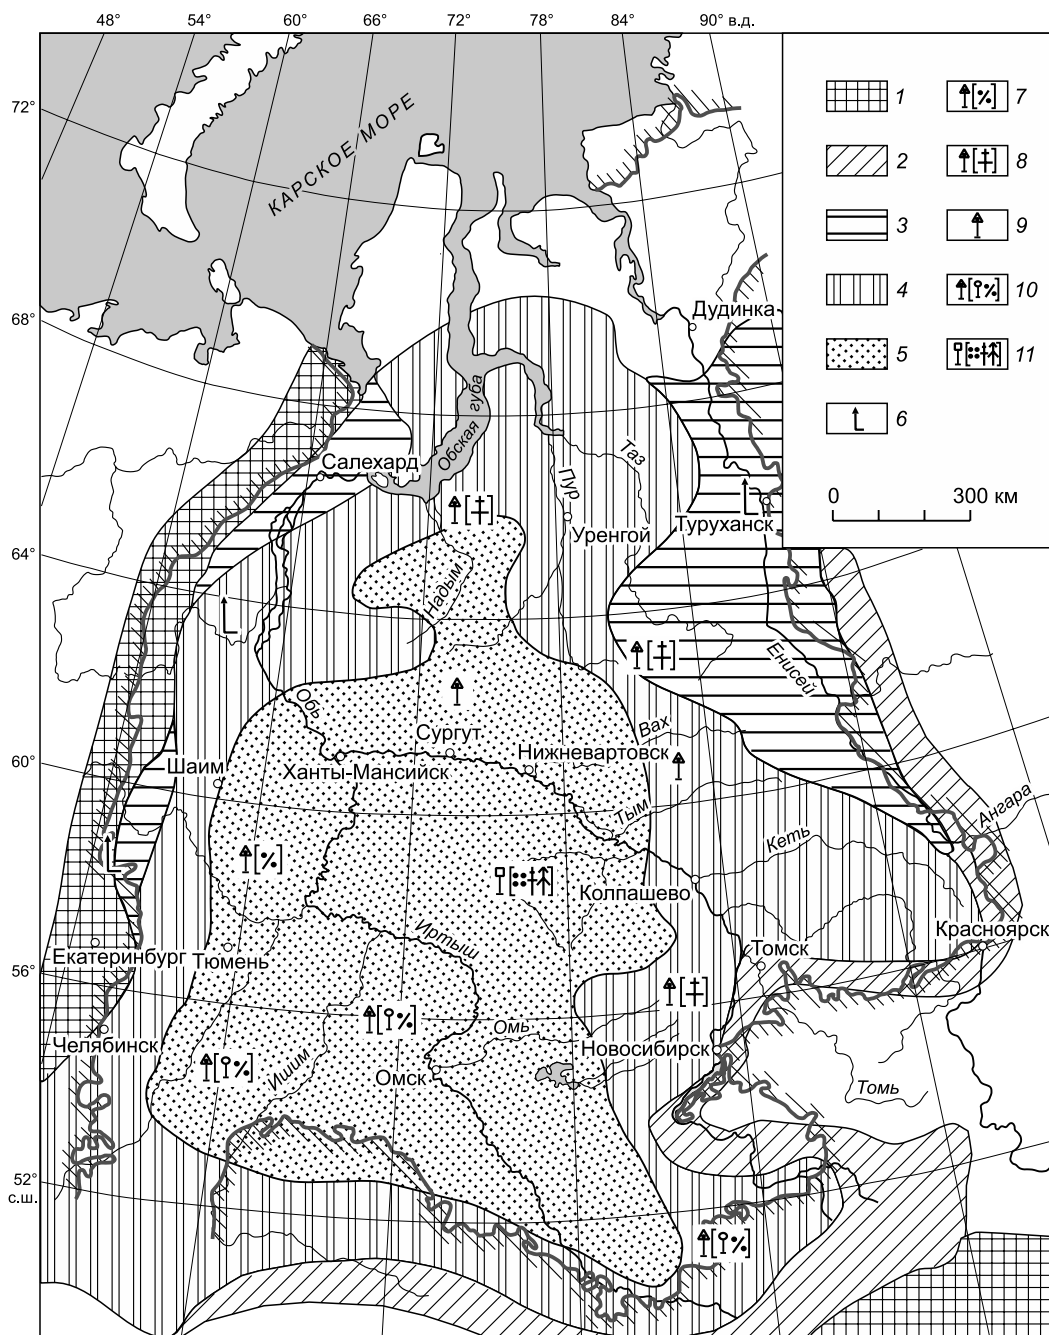 48° 54° 60° 66° 72° 78° 84° 90° в.д.
72°
68°
64°
60°
56°
52°
с.ш.
КАРСКОЕ МОРЕ
1
2
3
4
5
6
7
8
9
10
11
0 300 км
Дудинка
Обская губа
Салехард
Таз
Пур
Туруханск
Уренгой
Надым
Енисей
Обь
Сургут
Вах
Нижневартовск
Шаим
Ханты-Мансийск
Тым
Ангара
Кеть
Колпашево
Иртыш
Красноярск
Томск
Екатеринбург
Тюмень
Омь
Челябинск
Новосибирск
Ишим
Омск
Томь